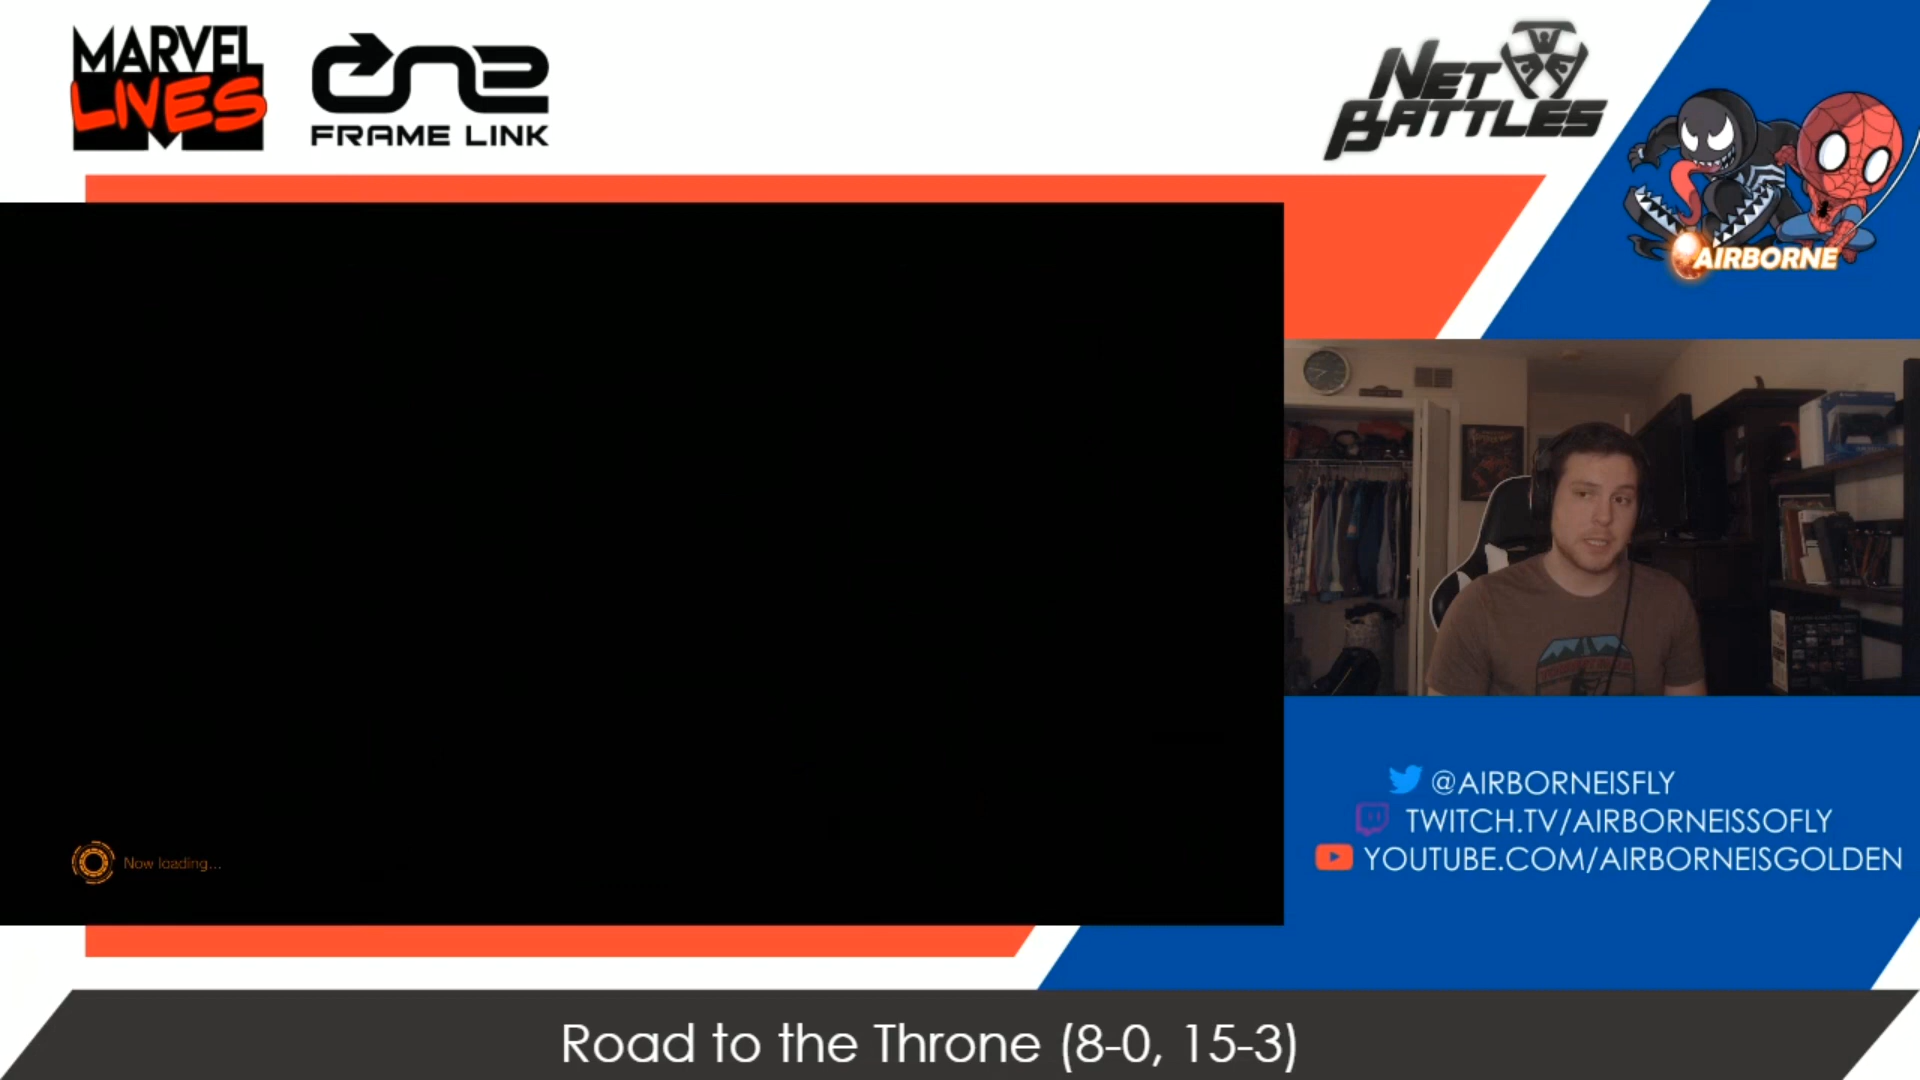 MARVEL
LIVES
ONE
FRAME LINK
NET
BATTLES
AIRBORNE
Now loading...
@AIRBORNEISFLY
TWITCH.TV/AIRBORNEISSOFLY
YOUTUBE.COM/AIRBORNEISGOLDEN
Road to the Throne (8-0, 15-3)